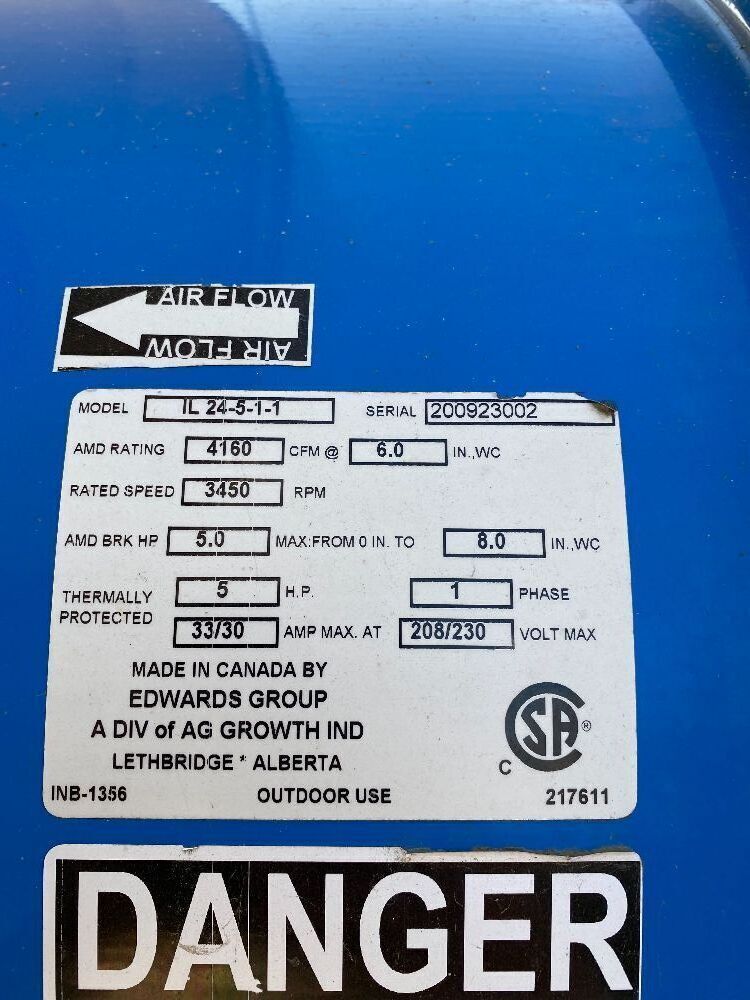 AIR FLOW
AIR FLOW
MODEL IL 24-5-1-1 SERIAL 200923002
AMD RATING 4160 CFM @ 6.0 IN.,WC
RATED SPEED 3450 RPM
AMD BRK HP 5.0 MAX:FROM 0 IN. TO 8.0 IN.,WC
THERMALLY PROTECTED 5 H.P. 1 PHASE
33/30 AMP MAX. AT 208/230 VOLT MAX
MADE IN CANADA BY
EDWARDS GROUP
A DIV of AG GROWTH IND
LETHBRIDGE * ALBERTA
C SA ®
INB-1356 OUTDOOR USE 217611
DANGER